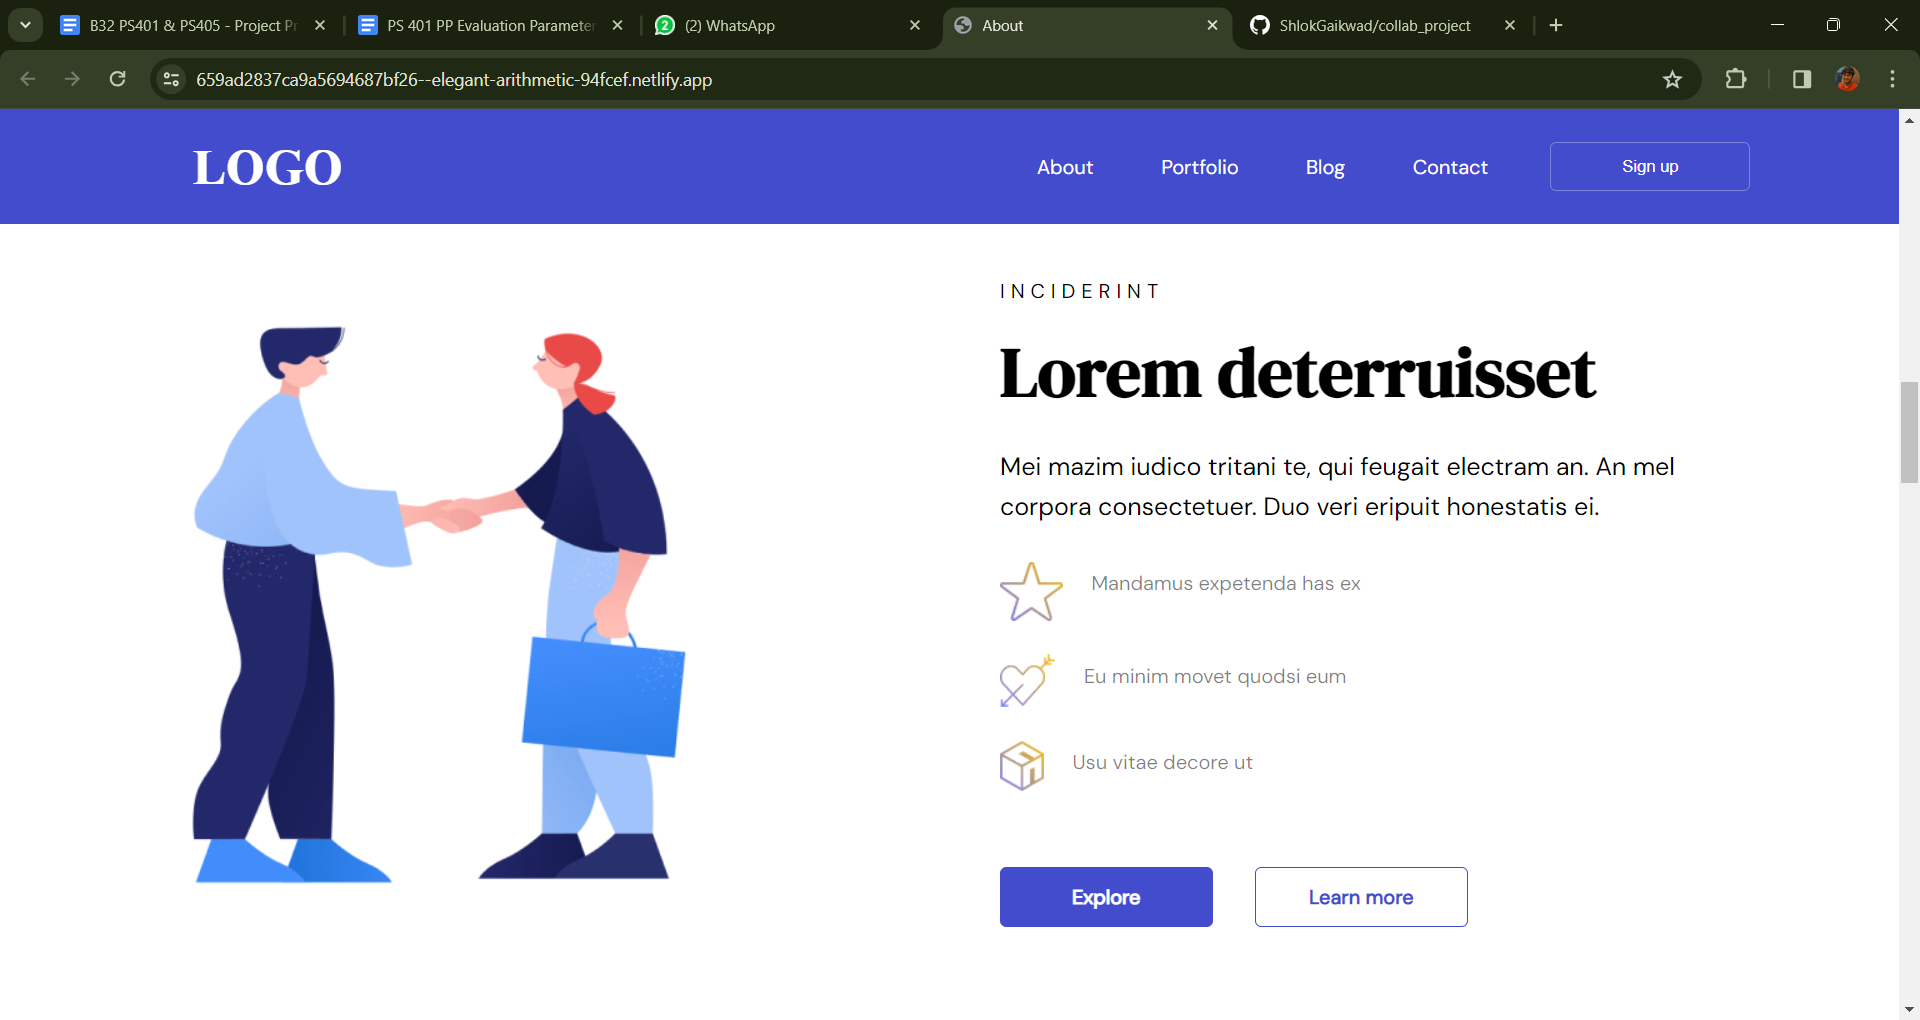 B32 PS401 & PS405 - Project Pr
PS 401 PP Evaluation Parameter
(2) WhatsApp
About
ShlokGaikwad/collab_project
659ad2837ca9a5694687bf26--elegant-arithmetic-94fcef.netlify.app
LOGO
About
Portfolio
Blog
Contact
Sign up
INCIDERINT
Lorem deterruisset
Mei mazim iudico tritani te, qui feugait electram an. An mel
corpora consectetuer. Duo veri eripuit honestatis ei.
Mandamus expetenda has ex
Eu minim movet quodsi eum
Usu vitae decore ut
Explore
Learn more